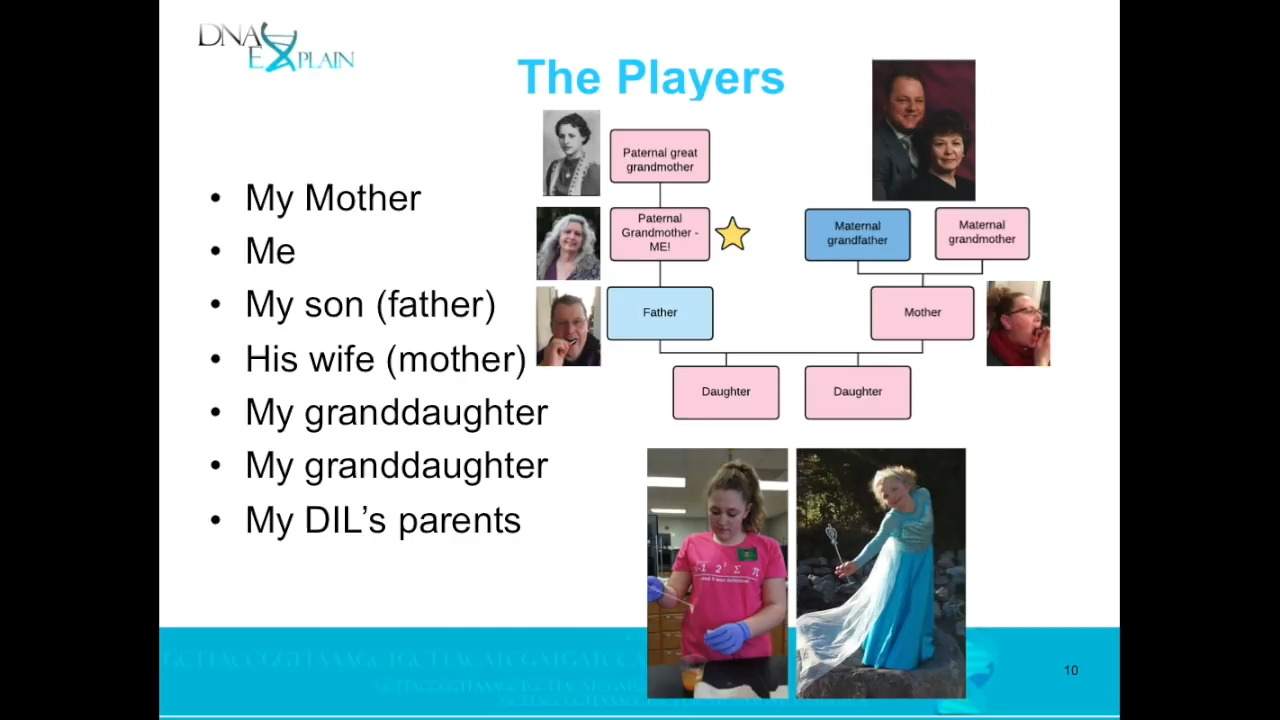 DNA
EXPLAIN
The Players
• My Mother
• Me
• My son (father)
• His wife (mother)
• My granddaughter
• My granddaughter
• My DIL’s parents
Paternal great
grandmother
Paternal
Grandmother -
ME!
Maternal
grandfather
Maternal
grandmother
Father
Mother
Daughter
Daughter
10